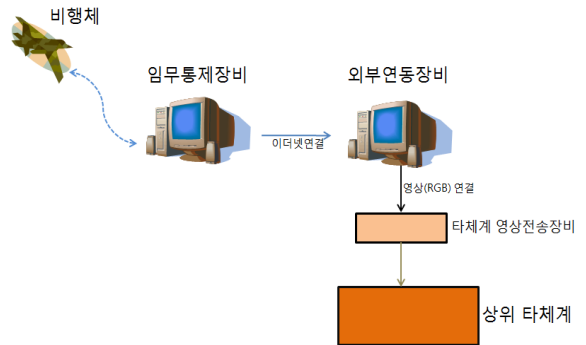 비행체
임무통제장비
외부연동장비
이더넷연결
영상(RGB) 연결
타체계 영상전송장비
상위 타체계